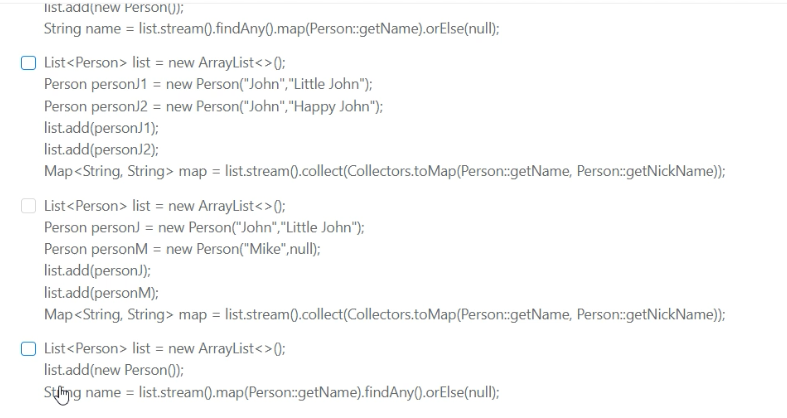 list.add(new Person());
String name = list.stream().findAny().map(Person::getName).orElse(null);
List<Person> list = new ArrayList<>();
Person personJ1 = new Person("John","Little John");
Person personJ2 = new Person("John","Happy John");
list.add(personJ1);
list.add(personJ2);
Map<String, String> map = list.stream().collect(Collectors.toMap(Person::getName, Person::getNickName));
List<Person> list = new ArrayList<>();
Person personJ = new Person("John","Little John");
Person personM = new Person("Mike",null);
list.add(personJ);
list.add(personM);
Map<String, String> map = list.stream().collect(Collectors.toMap(Person::getName, Person::getNickName));
List<Person> list = new ArrayList<>();
list.add(new Person());
String name = list.stream().map(Person::getName).findAny().orElse(null);